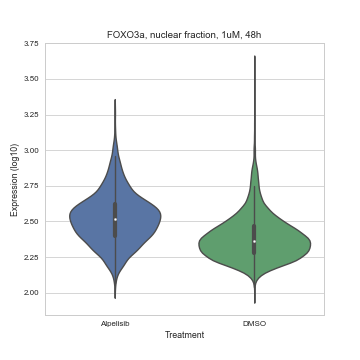 FOXO3a, nuclear fraction, 1uM, 48h
3.75
3.50
3.25
3.00
2.75
2.50
2.25
2.00
Expression (log10)
Alpelisib
DMSO
Treatment